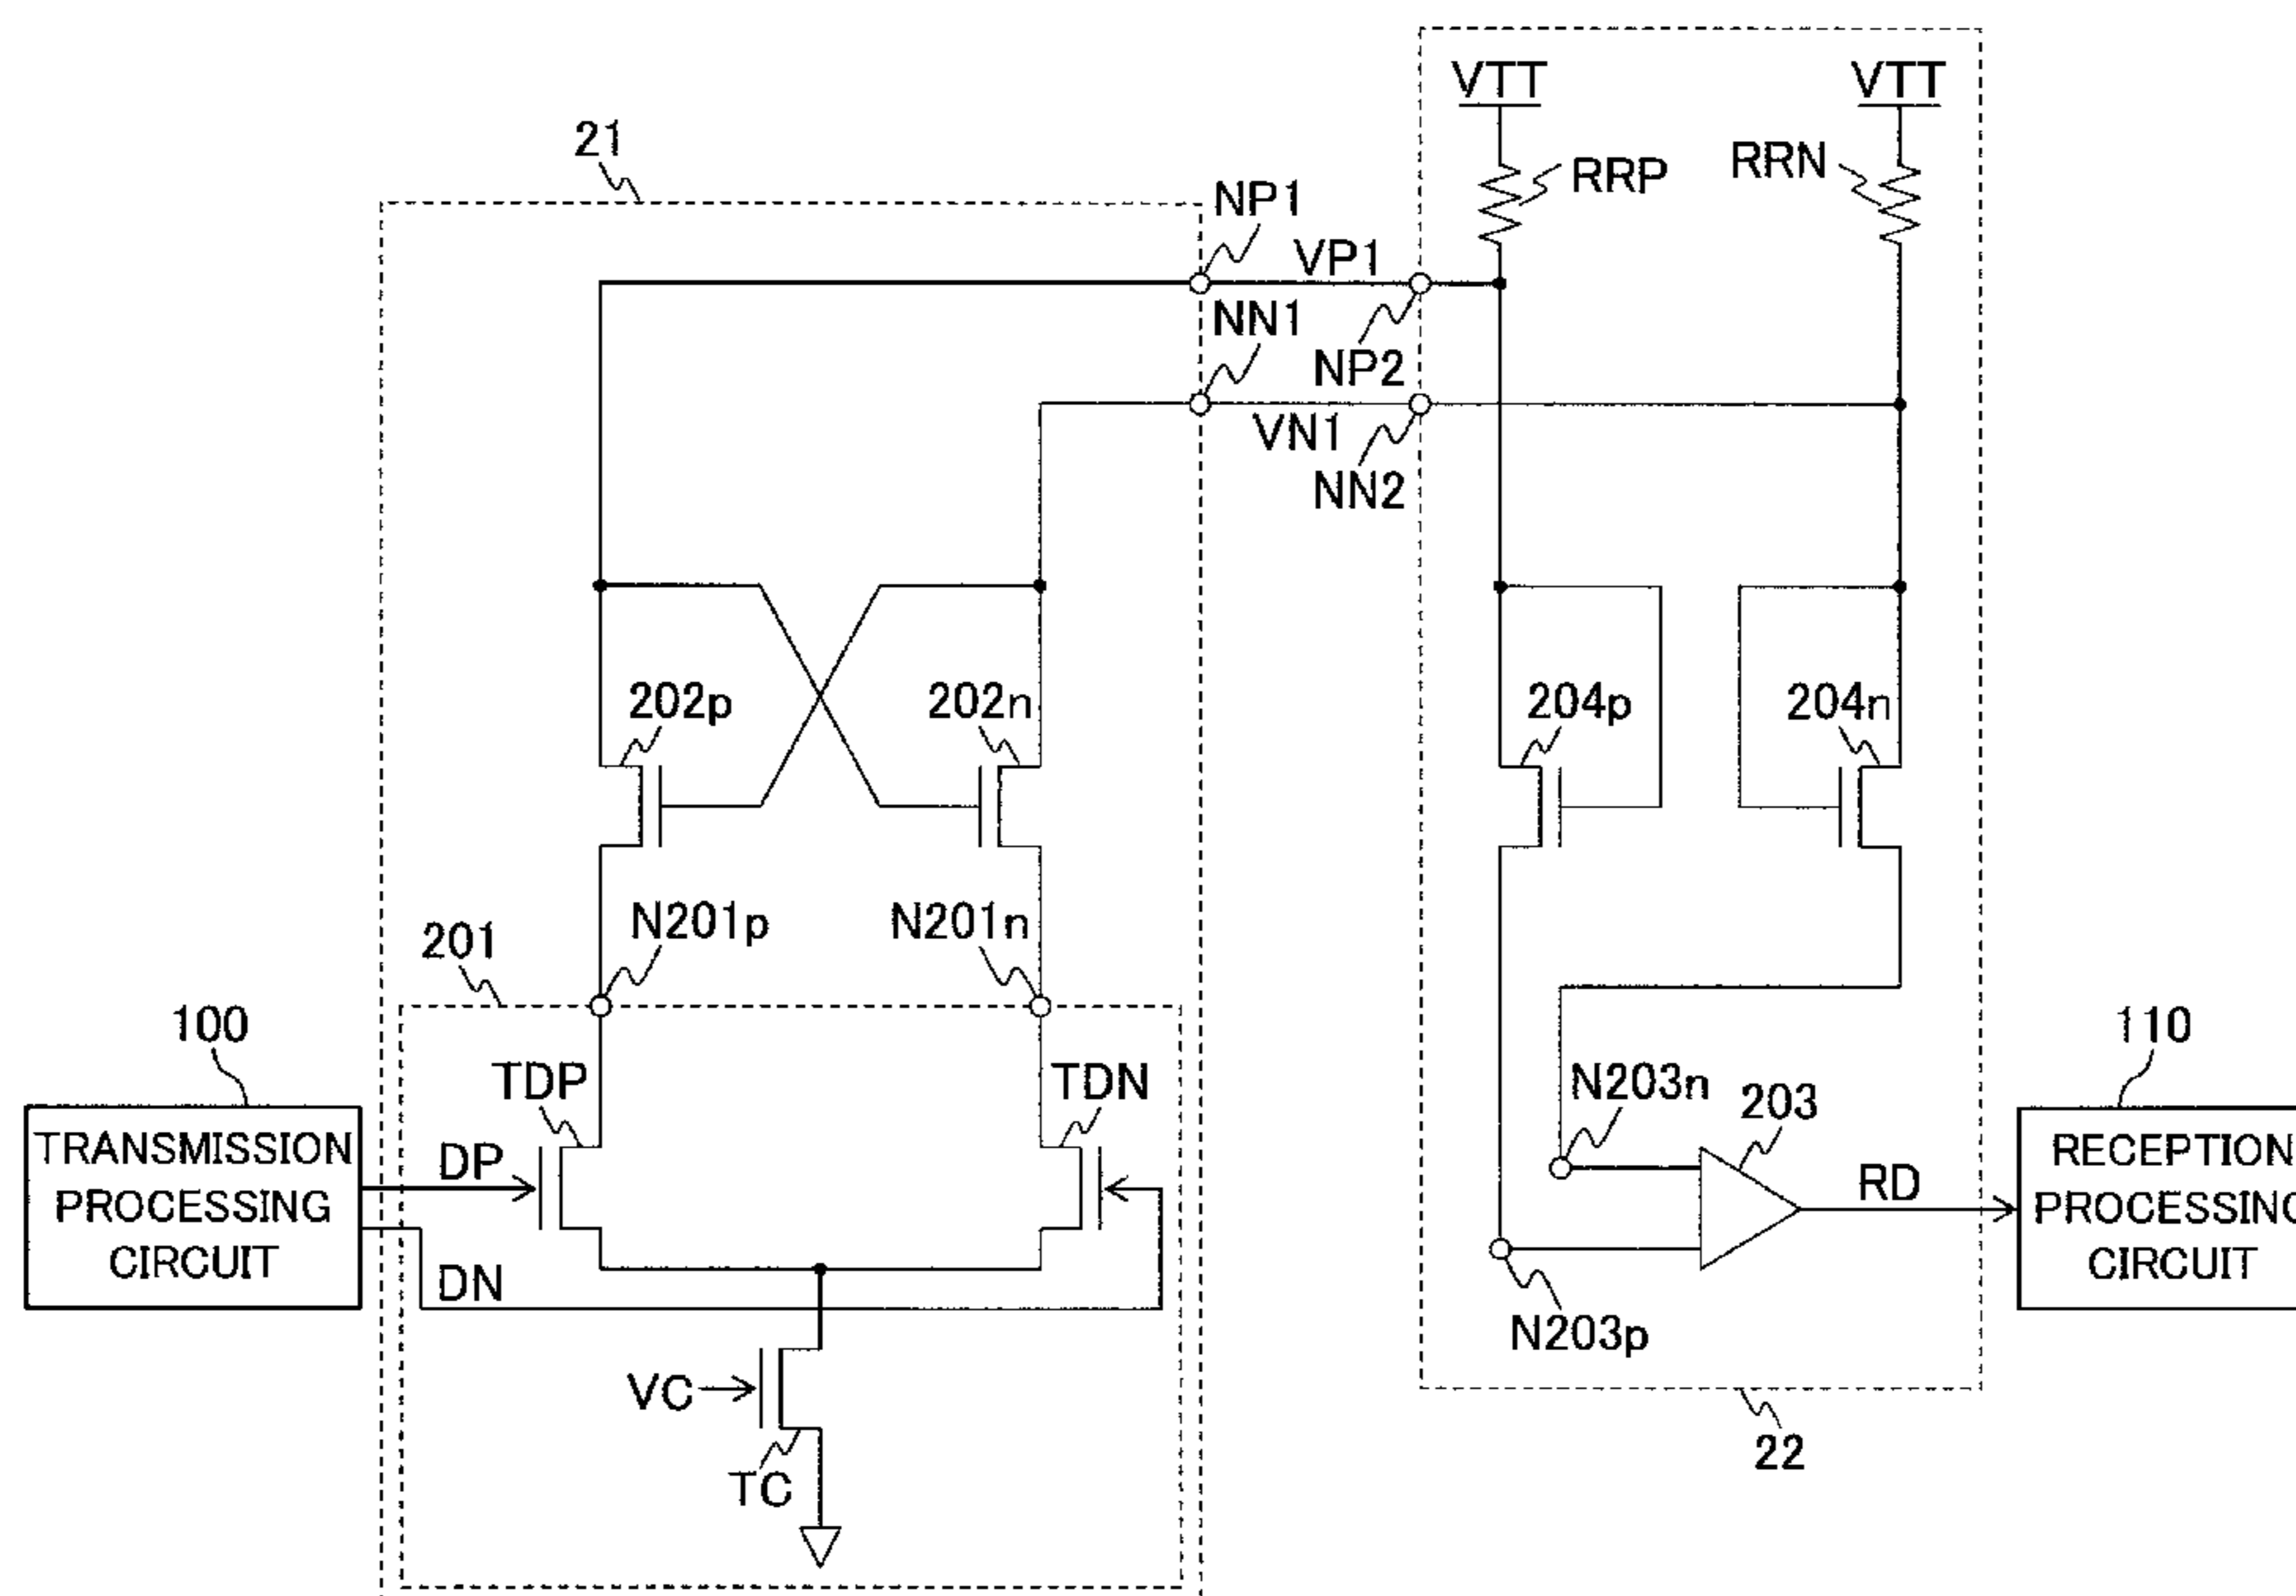 VTT
VTT
21
RRP
RRN
NP1
VP1
NN1
NP2
VN1
NN2
202p
202n
204p
204n
N201p
N201n
201
100
110
TDP
TDN
N203n
203
TRANSMISSION
PROCESSING
CIRCUIT
DP
RD
RECEPTION
PROCESSING
CIRCUIT
DN
N203p
VC
TC
22